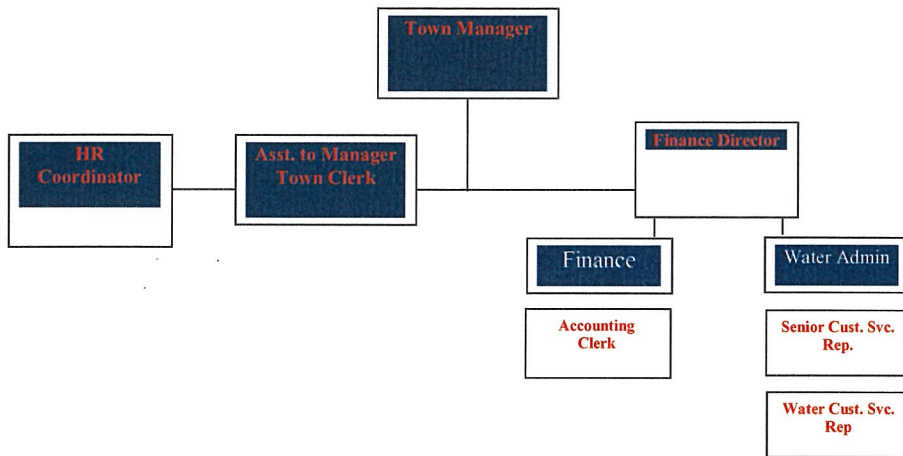 Town Manager
HR
Coordinator
Asst. to Manager
Town Clerk
Finance Director
Finance
Water Admin
Accounting
Clerk
Senior Cust. Svc.
Rep.
Water Cust. Svc.
Rep